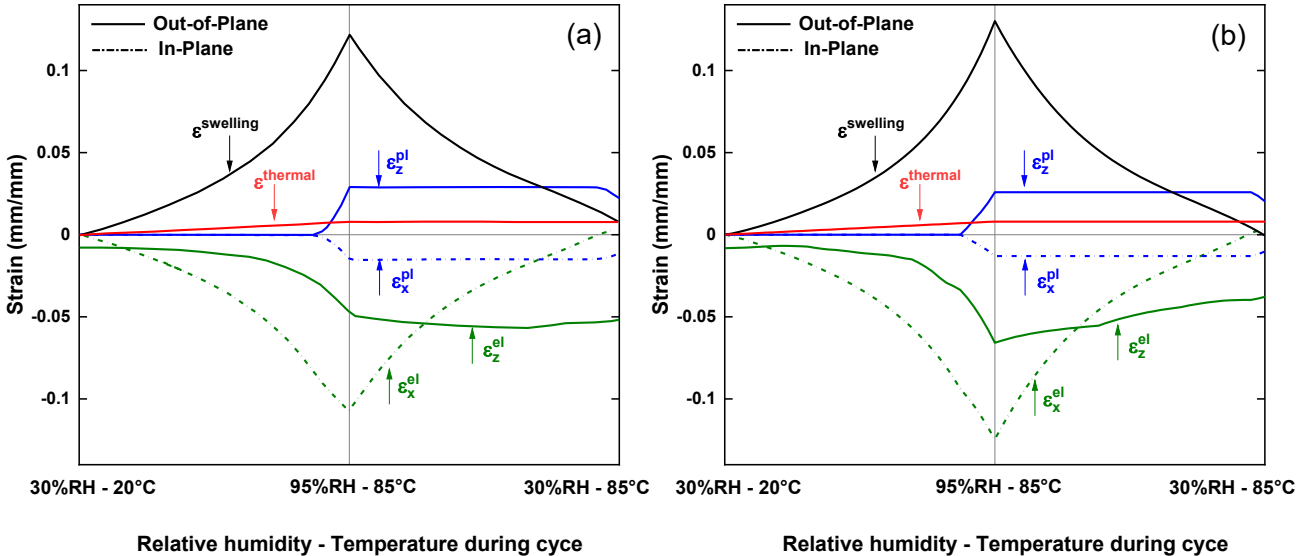 Out-of-Plane
In-Plane
(a)
0.1
0.05
0
-0.05
-0.1
Strain (mm/mm)
εswelling
εthermal
εzpl
εxpl
εzel
εxel
30%RH - 20°C
95%RH - 85°C
30%RH - 85°C
Relative humidity - Temperature during cyce
Out-of-Plane
In-Plane
(b)
0.1
0.05
0
-0.05
-0.1
Strain (mm/mm)
εswelling
εthermal
εzpl
εxpl
εzel
εxel
30%RH - 20°C
95%RH - 85°C
30%RH - 85°C
Relative humidity - Temperature during cyce